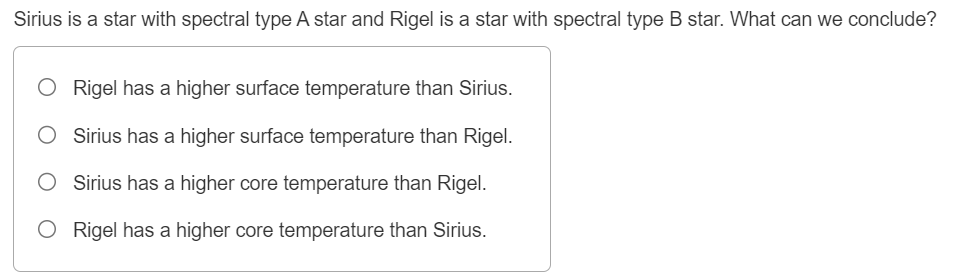 Sirius is a star with spectral type A star and Rigel is a star with spectral type B star. What can we conclude?
Rigel has a higher surface temperature than Sirius.
Sirius has a higher surface temperature than Rigel.
Sirius has a higher core temperature than Rigel.
Rigel has a higher core temperature than Sirius.